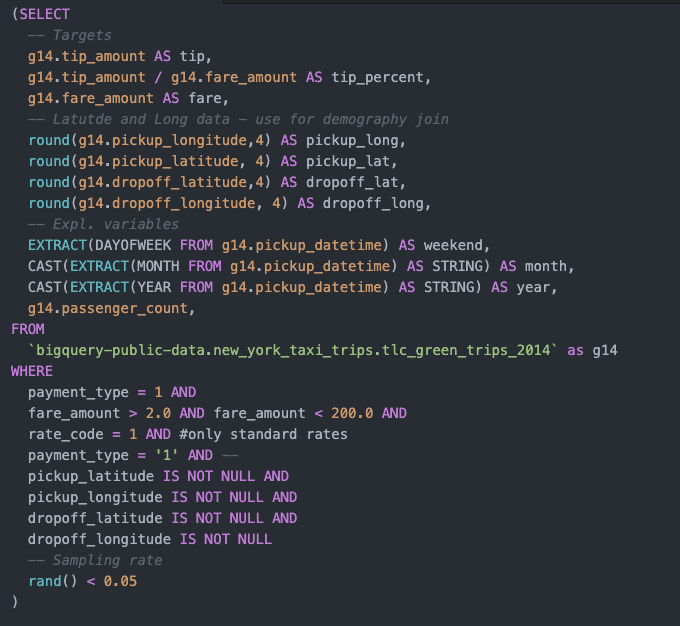 (SELECT
-- Targets
g14.tip_amount AS tip,
g14.tip_amount / g14.fare_amount AS tip_percent,
g14.fare_amount AS fare,
-- Latutde and Long data - use for demography join
round(g14.pickup_longitude,4) AS pickup_long,
round(g14.pickup_latitude, 4) AS pickup_lat,
round(g14.dropoff_latitude,4) AS dropoff_lat,
round(g14.dropoff_longitude, 4) AS dropoff_long,
-- Expl. variables
EXTRACT(DAYOFWEEK FROM g14.pickup_datetime) AS weekend,
CAST(EXTRACT(MONTH FROM g14.pickup_datetime) AS STRING) AS month,
CAST(EXTRACT(YEAR FROM g14.pickup_datetime) AS STRING) AS year,
g14.passenger_count,
FROM
`bigquery-public-data.new_york_taxi_trips.tlc_green_trips_2014` as g14
WHERE
payment_type = 1 AND
fare_amount > 2.0 AND fare_amount < 200.0 AND
rate_code = 1 AND #only standard rates
payment_type = '1' AND --
pickup_latitude IS NOT NULL AND
pickup_longitude IS NOT NULL AND
dropoff_latitude IS NOT NULL AND
dropoff_longitude IS NOT NULL
-- Sampling rate
rand() < 0.05
)